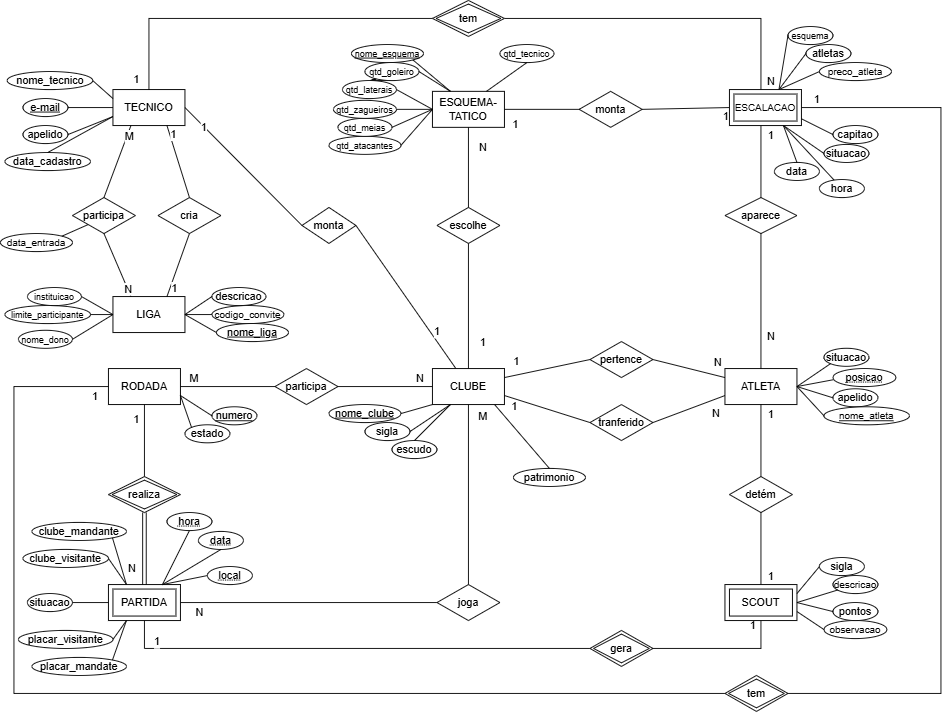 tem
1
N
nome_tecnico
e-mail
apelido
data_cadastro
TECNICO
M
1
1
participa
cria
data_entrada
N
1
instituicao
limite_participante
nome_dono
LIGA
descricao
codigo_convite
nome_liga
monta
1
nome_esquema
qtd_goleiro
qtd_laterais
qtd_zagueiros
qtd_meias
qtd_atacantes
qtd_tecnico
ESQUEMA-
TATICO
1
N
monta
1
escolhe
1
esquema
atletas
preco_atleta
ESCALACAO
1
capitao
situacao
data
hora
1
aparece
N
RODADA
M
1
1
numero
estado
participa
N
CLUBE
nome_clube
sigla
escudo
patrimonio
M
1
1
pertence
tranferido
N
N
ATLETA
situacao
posicao
apelido
nome_atleta
1
detém
1
realiza
N
clube_mandante
clube_visitante
hora
data
local
situacao
PARTIDA
placar_visitante
placar_mandate
N
1
joga
gera
SCOUT
1
sigla
descricao
pontos
observacao
tem